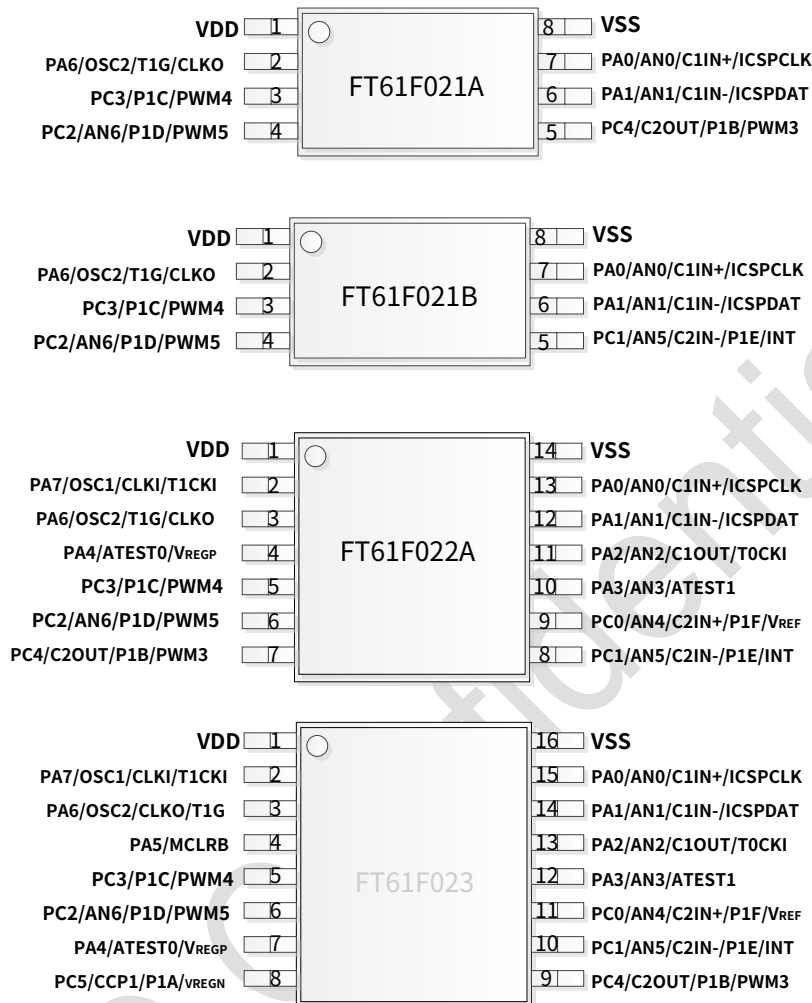 VDD 1 8 VSS
PA6/OSC2/T1G/CLKO 2 7 PA0/AN0/C1IN+/ICSPCLK
PC3/P1C/PWM4 3 FT61F021A 6 PA1/AN1/C1IN-/ICSPDAT
PC2/AN6/P1D/PWM5 4 5 PC4/C2OUT/P1B/PWM3
VDD 1 8 VSS
PA6/OSC2/T1G/CLKO 2 7 PA0/AN0/C1IN+/ICSPCLK
PC3/P1C/PWM4 3 FT61F021B 6 PA1/AN1/C1IN-/ICSPDAT
PC2/AN6/P1D/PWM5 4 5 PC1/AN5/C2IN-/P1E/INT
VDD 1 14 VSS
PA7/OSC1/CLKI/T1CKI 2 13 PA0/AN0/C1IN+/ICSPCLK
PA6/OSC2/T1G/CLKO 3 12 PA1/AN1/C1IN-/ICSPDAT
PA4/ATEST0/VREGP 4 FT61F022A 11 PA2/AN2/C1OUT/T0CKI
PC3/P1C/PWM4 5 10 PA3/AN3/ATEST1
PC2/AN6/P1D/PWM5 6 9 PC0/AN4/C2IN+/P1F/VREF
PC4/C2OUT/P1B/PWM3 7 8 PC1/AN5/C2IN-/P1E/INT
VDD 1 16 VSS
PA7/OSC1/CLKI/T1CKI 2 15 PA0/AN0/C1IN+/ICSPCLK
PA6/OSC2/CLKO/T1G 3 14 PA1/AN1/C1IN-/ICSPDAT
PA5/MCLRB 4 13 PA2/AN2/C1OUT/T0CKI
PC3/P1C/PWM4 5 FT61F023 12 PA3/AN3/ATEST1
PC2/AN6/P1D/PWM5 6 11 PC0/AN4/C2IN+/P1F/VREF
PA4/ATEST0/VREGP 7 10 PC1/AN5/C2IN-/P1E/INT
PC5/CCP1/P1A/VREGN 8 9 PC4/C2OUT/P1B/PWM3